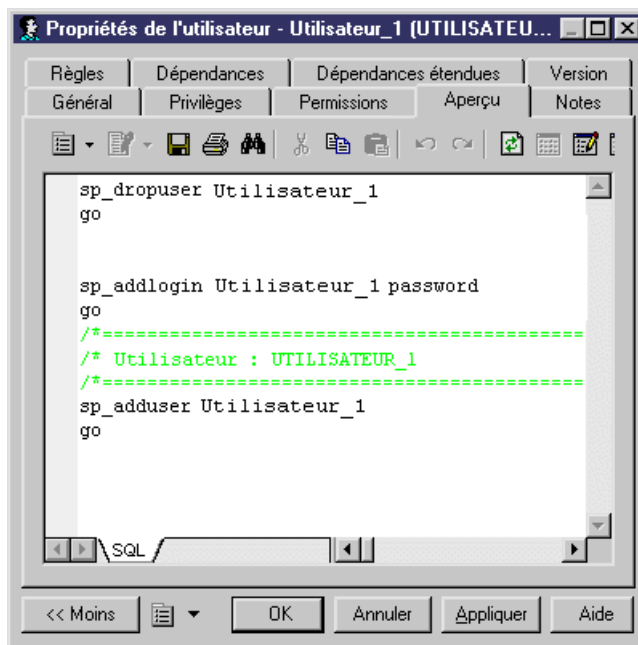 Propriétés de l'utilisateur - Utilisateur_1 (UTILISATEU...
Règles Dépendances Dépendances étendues Version
Général Privilèges Permissions Aperçu Notes
sp_dropuser Utilisateur_1
go
sp_addlogin Utilisateur_1 password
go
/*===========================================
/* Utilisateur : UTILISATEUR_1
/*===========================================
sp_adduser Utilisateur_1
go
SQL
<< Moins OK Annuler Appliquer Aide